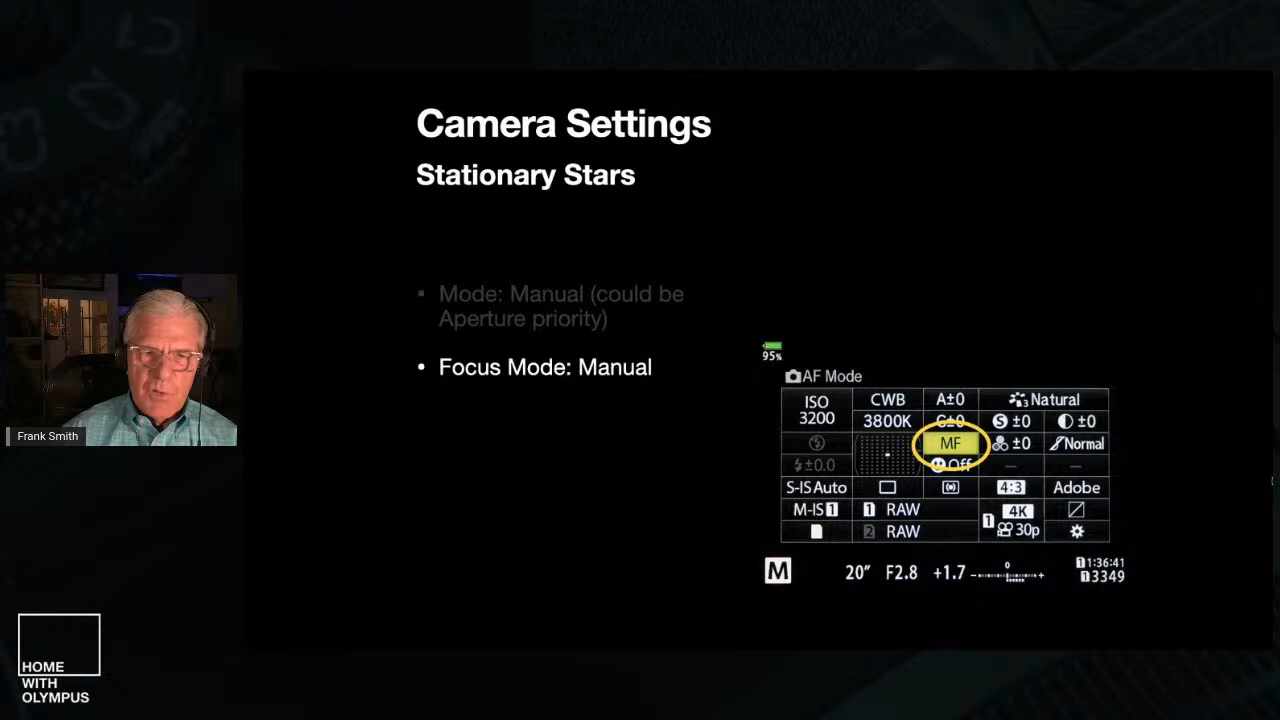 Camera Settings
Stationary Stars
• Mode: Manual (could be
Aperture priority)
• Focus Mode: Manual
Frank Smith
95%
AF Mode
ISO
3200
CWB
3800K
A±0
G±0
Natural
S ±0
±0
MF
±0
Normal
±0.0
Off
S-IS Auto
4:3
Adobe
M-IS 1
1 RAW
2 RAW
1
4K
30p
M
20" F2.8 +1.7
- 0 +
1 1:36:41
1 3349
HOME
WITH
OLYMPUS